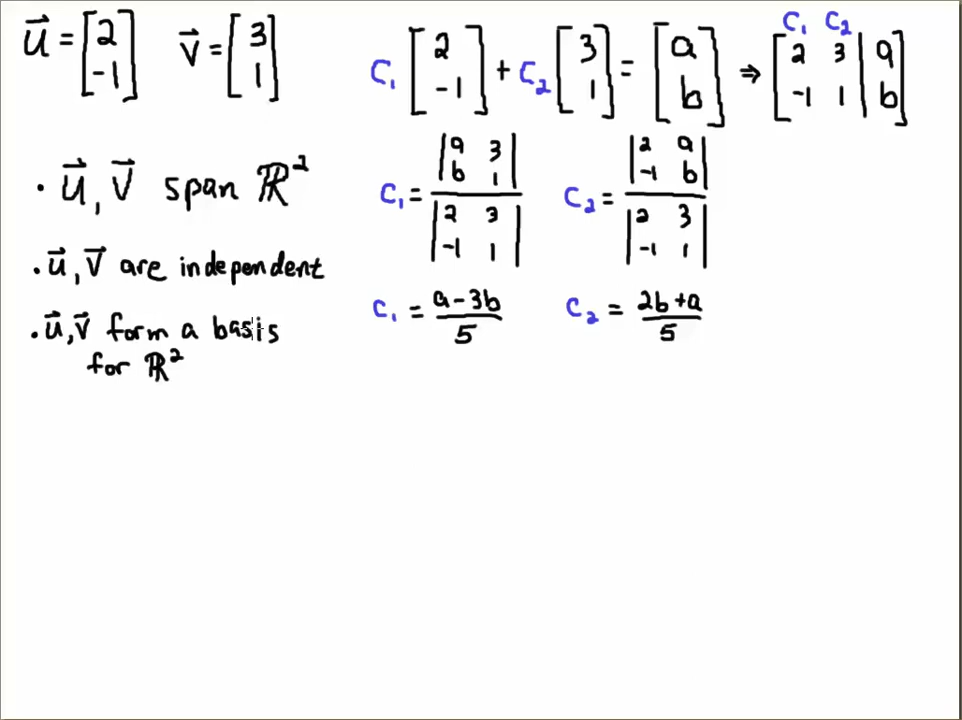 u⃗ = [2 -1] v⃗ = [3 1]
· u⃗, v⃗ span ℝ²
· u⃗, v⃗ are independent
· u⃗, v⃗ form a basis
for ℝ²
C₁ [2 -1] + C₂ [3 1] = [a b] ⇒ [2 3 | a; -1 1 | b]
C₁ C₂
C₁ = |a 3; b 1| / |2 3; -1 1| C₂ = |2 a; -1 b| / |2 3; -1 1|
C₁ = (a - 3b) / 5 C₂ = (2b + a) / 5